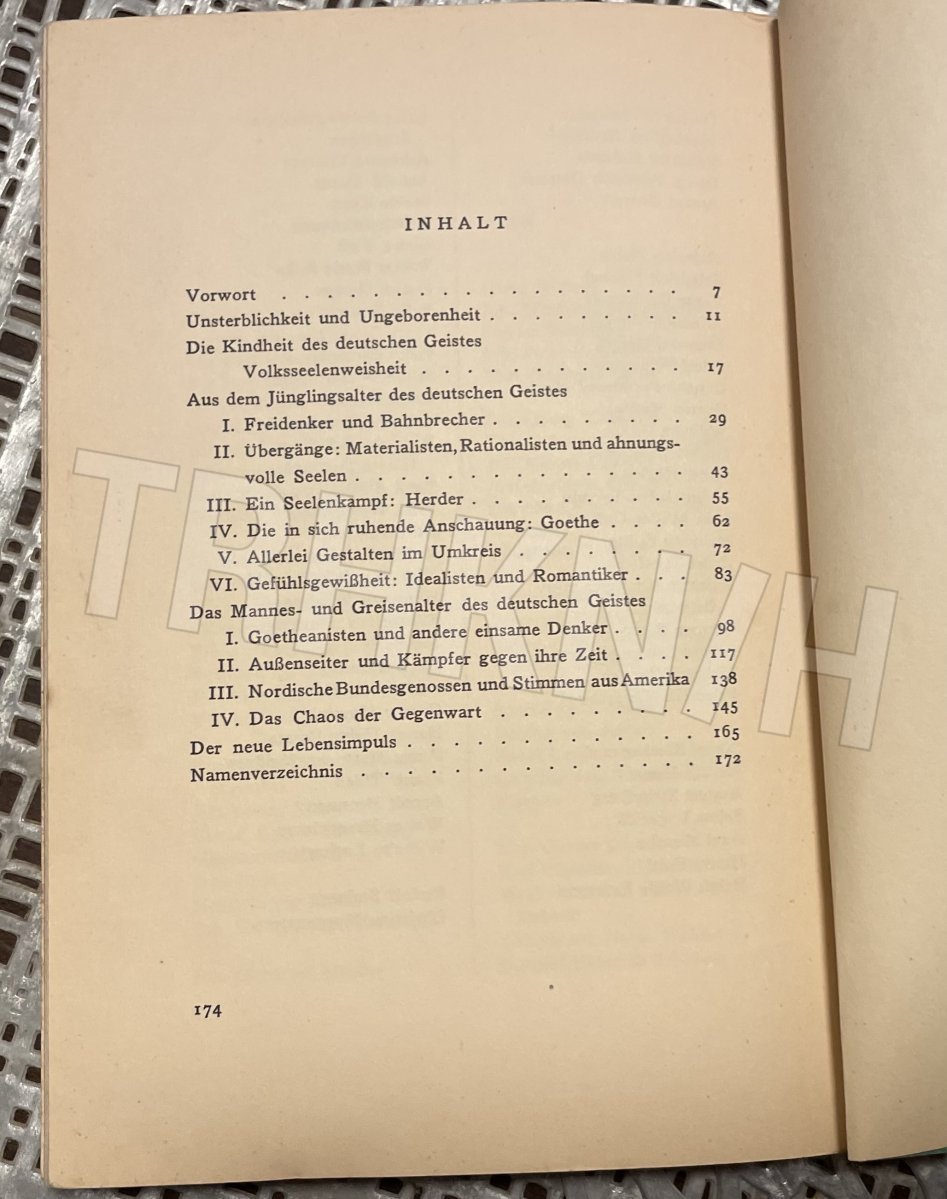 INHALT
Vorwort . . . . . . . . . . . . . . . . . . 7
Unsterblichkeit und Ungeborenheit . . . . . . . . . 11
Die Kindheit des deutschen Geistes
Volksseelenweisheit . . . . . . . . . . . . 17
Aus dem Jünglingsalter des deutschen Geistes
I. Freidenker und Bahnbrecher . . . . . . . . . 29
II. Übergänge: Materialisten, Rationalisten und ahnungs-
volle Seelen . . . . . . . . . . . . . . . 43
III. Ein Seelenkampf: Herder . . . . . . . . . . 55
IV. Die in sich ruhende Anschauung: Goethe . . . . 62
V. Allerlei Gestalten im Umkreis . . . . . . . . 72
VI. Gefühlsgewißheit: Idealisten und Romantiker . . . 83
Das Mannes- und Greisenalter des deutschen Geistes
I. Goetheanisten und andere einsame Denker . . . . 98
II. Außenseiter und Kämpfer gegen ihre Zeit . . . . 117
III. Nordische Bundesgenossen und Stimmen aus Amerika 138
IV. Das Chaos der Gegenwart . . . . . . . . . 145
Der neue Lebensimpuls . . . . . . . . . . . . . 165
Namenverzeichnis . . . . . . . . . . . . . . . 172
174